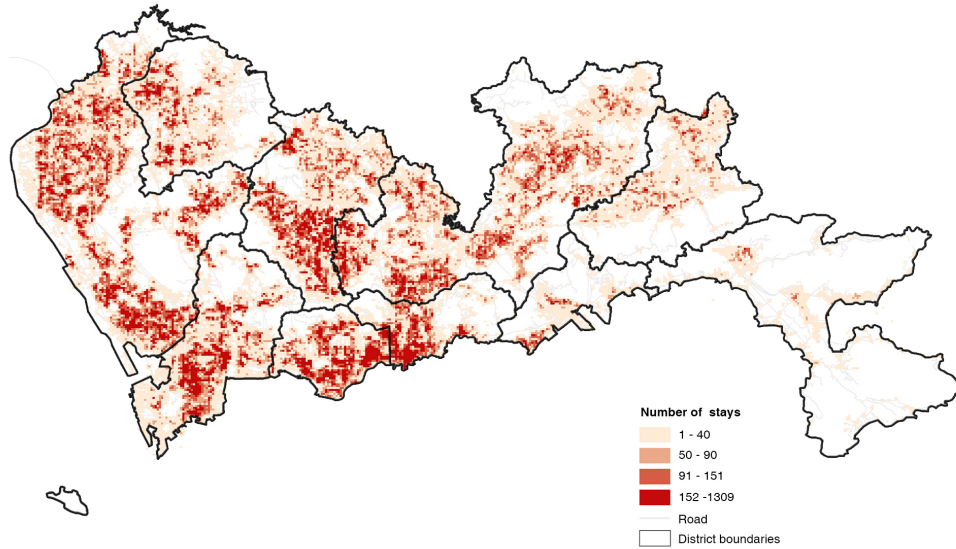 Number of stays
1 - 40
50 - 90
91 - 151
152 -1309
Road
District boundaries